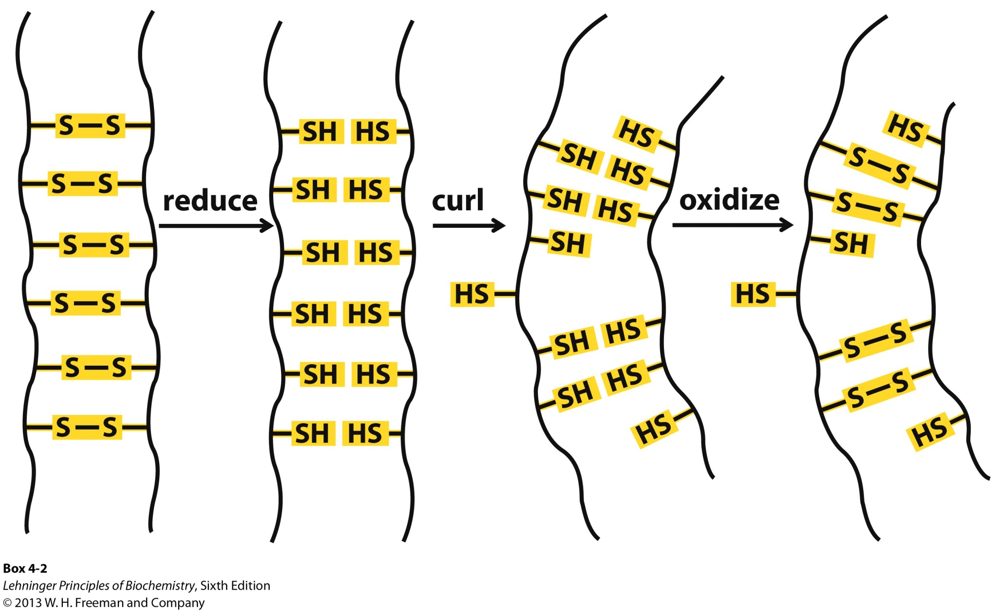 S—S
S—S
S—S
S—S
S—S
S—S
reduce
SH HS
SH HS
SH HS
SH HS
SH HS
SH HS
curl
HS
SH HS
SH HS
SH
HS
SH HS
SH HS
HS
oxidize
HS
S—S
S—S
SH
HS
S—S
S—S
HS
Box 4-2
Lehninger Principles of Biochemistry, Sixth Edition
© 2013 W. H. Freeman and Company